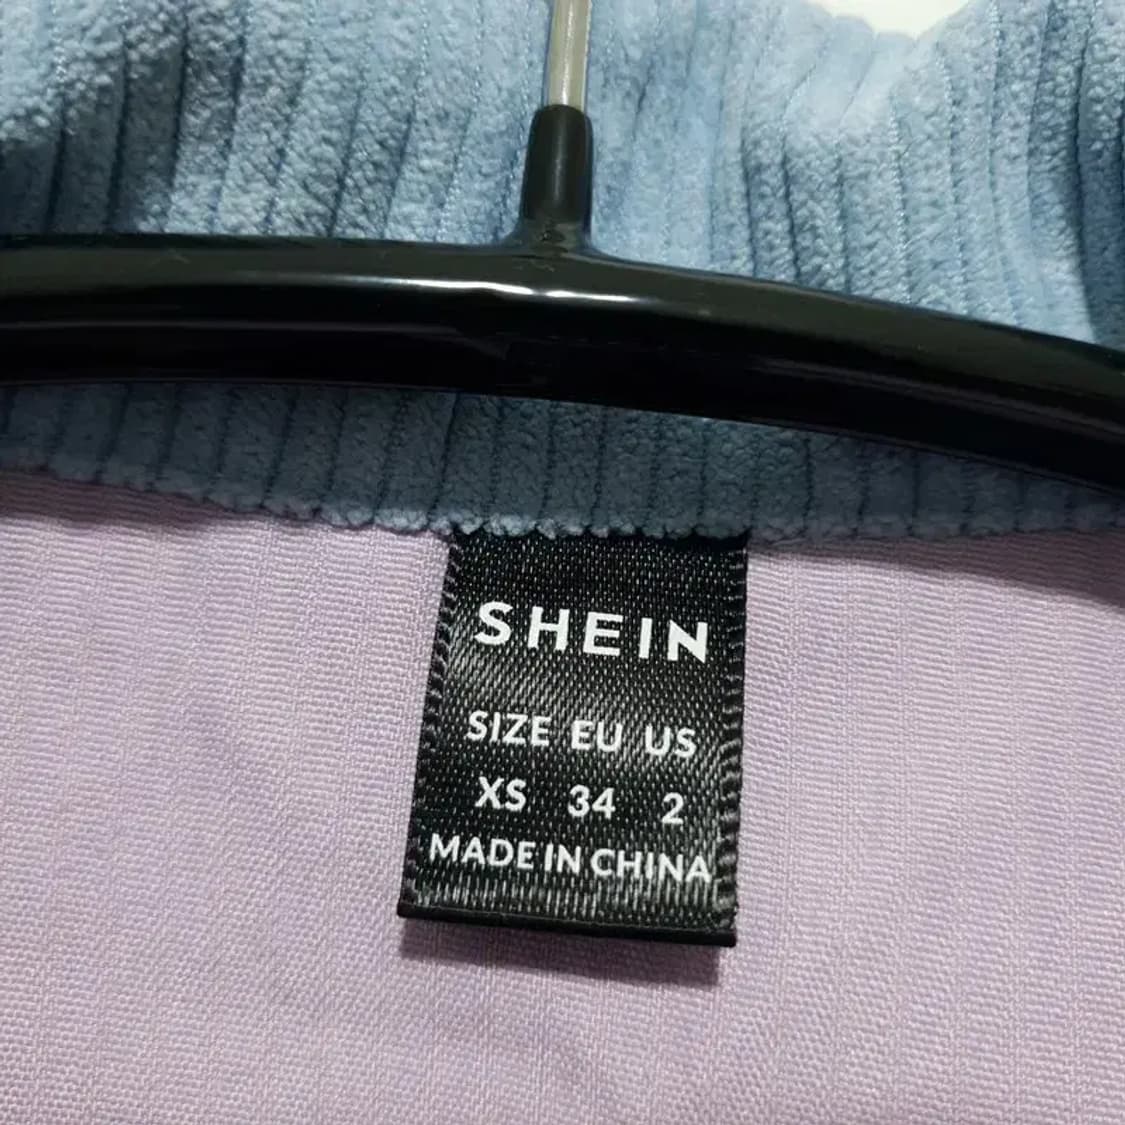 SHEIN
SIZE EU US
XS 34 2
MADE IN CHINA